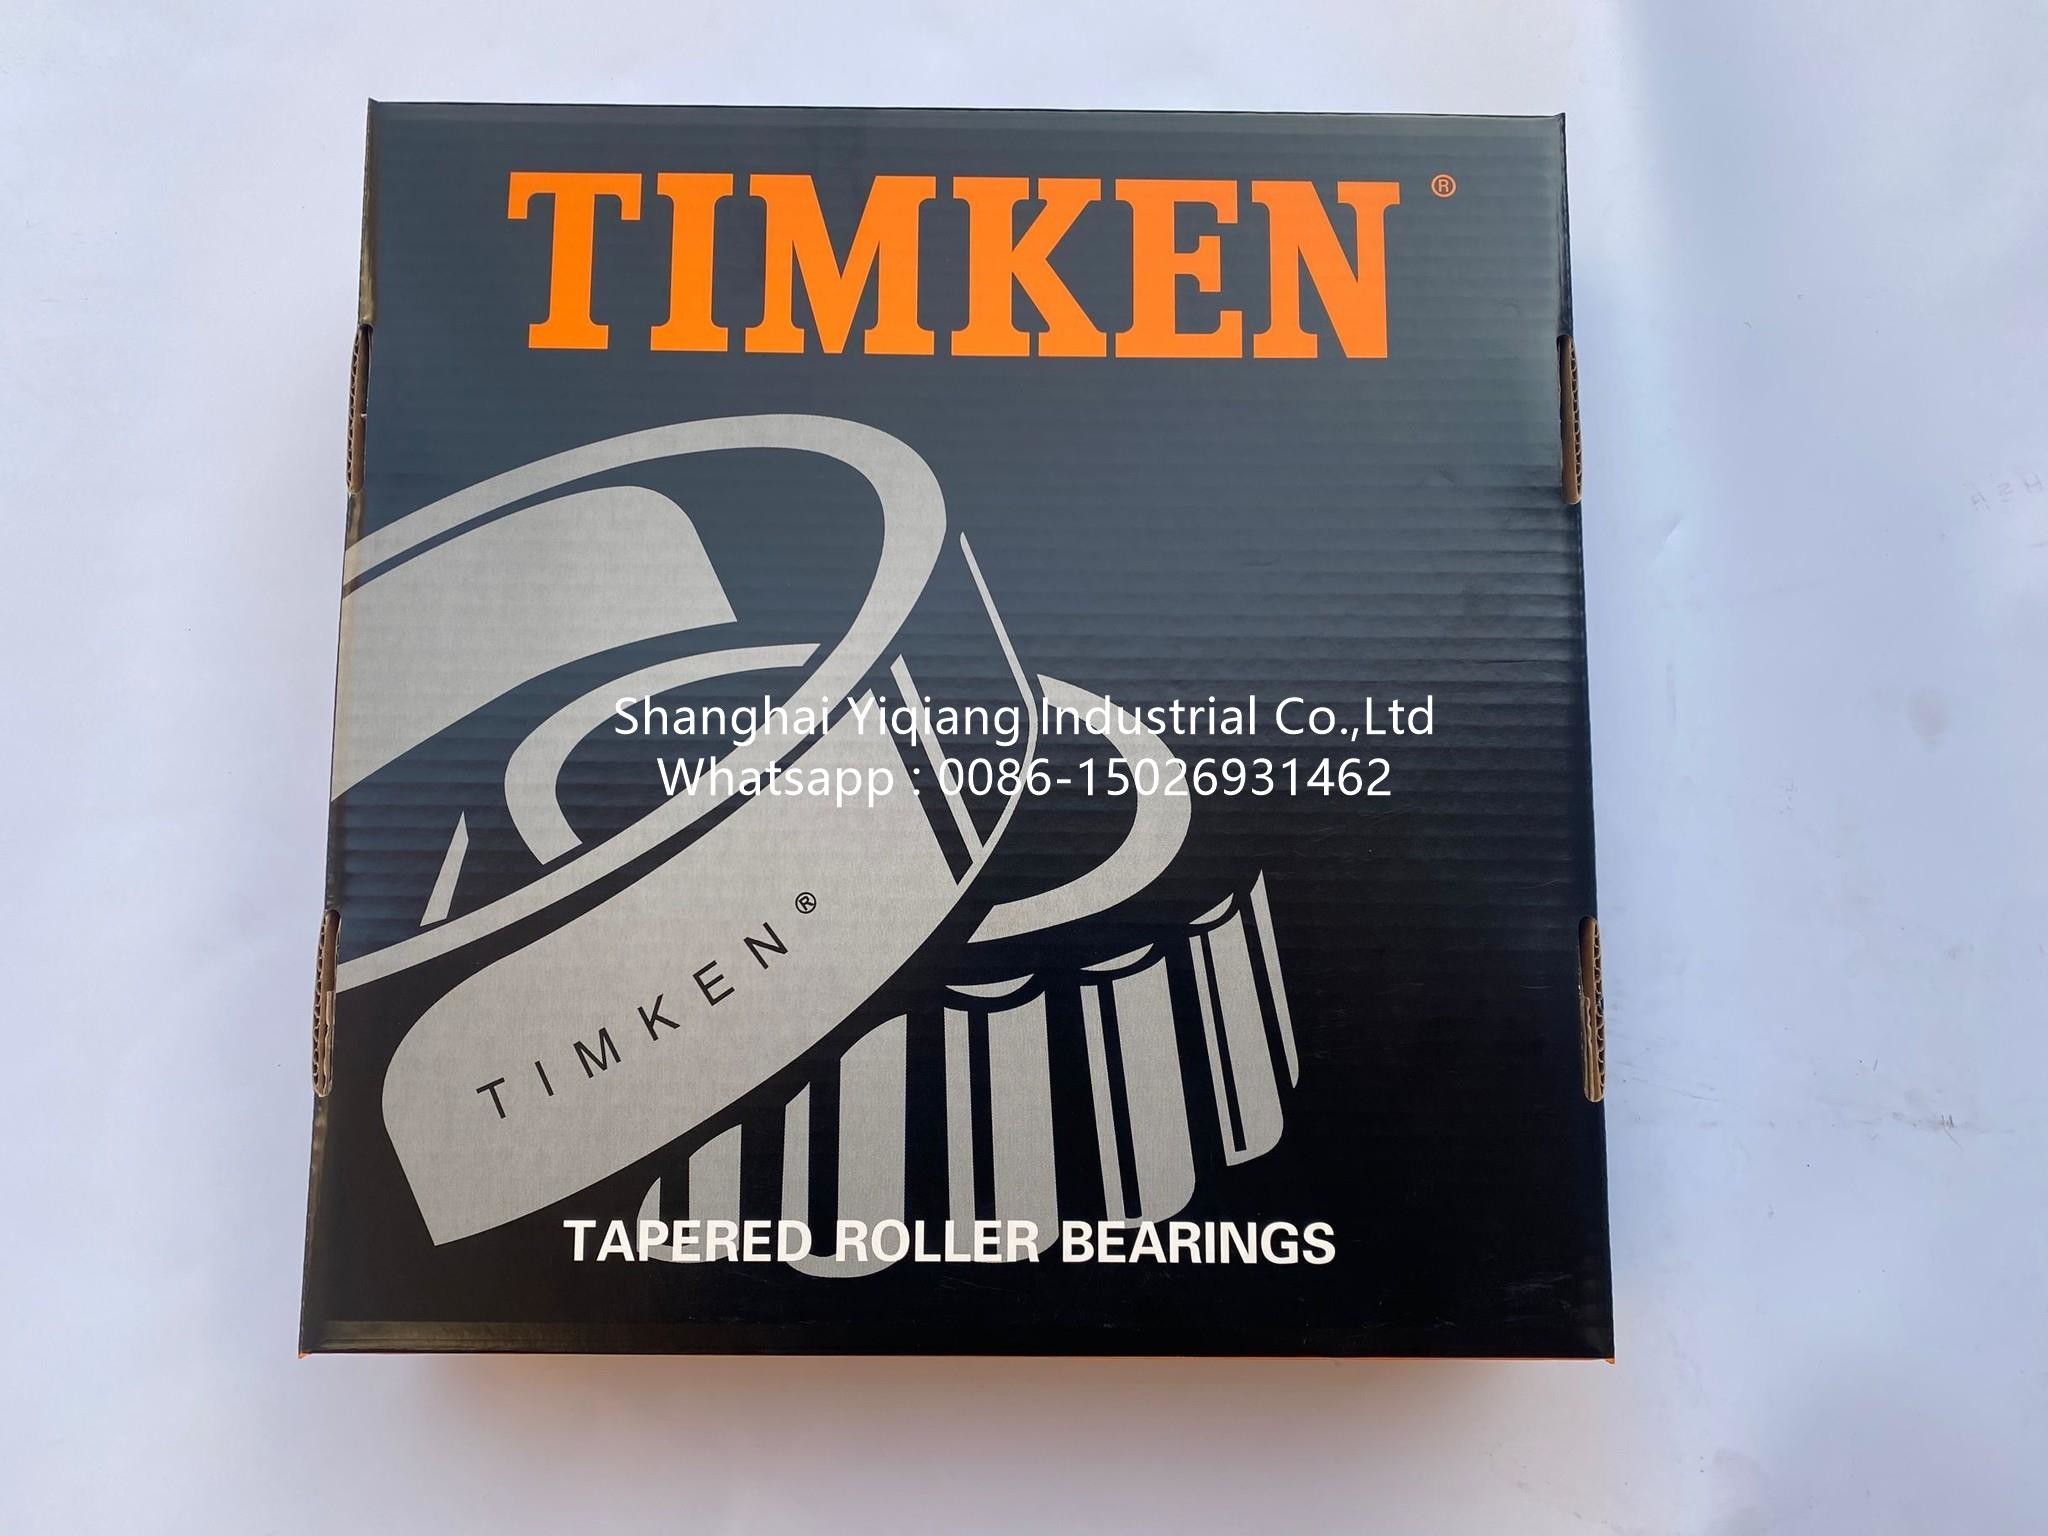 TIMKEN ®
Shanghai Yiqiang Industrial Co.,Ltd
Whatsapp : 0086-15026931462
TIMKEN ®
TAPERED ROLLER BEARINGS